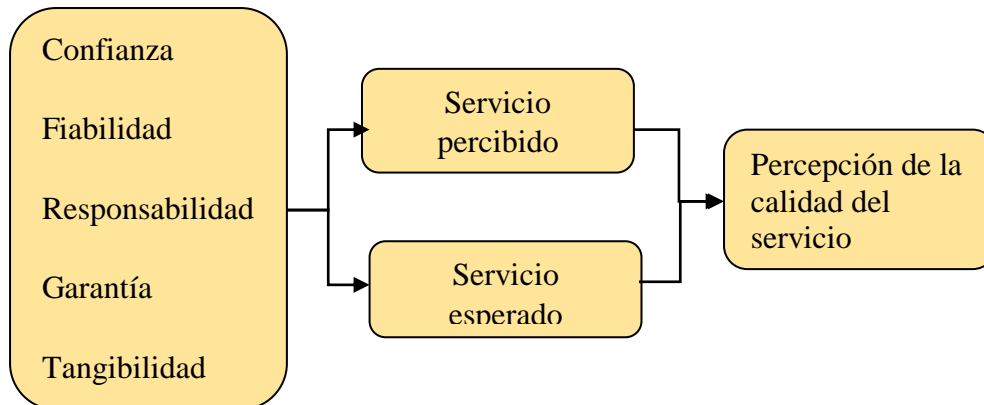 Confianza
Fiabilidad
Responsabilidad
Garantía
Tangibilidad
Servicio
percibido
Servicio
esperado
Percepción de la
calidad del
servicio